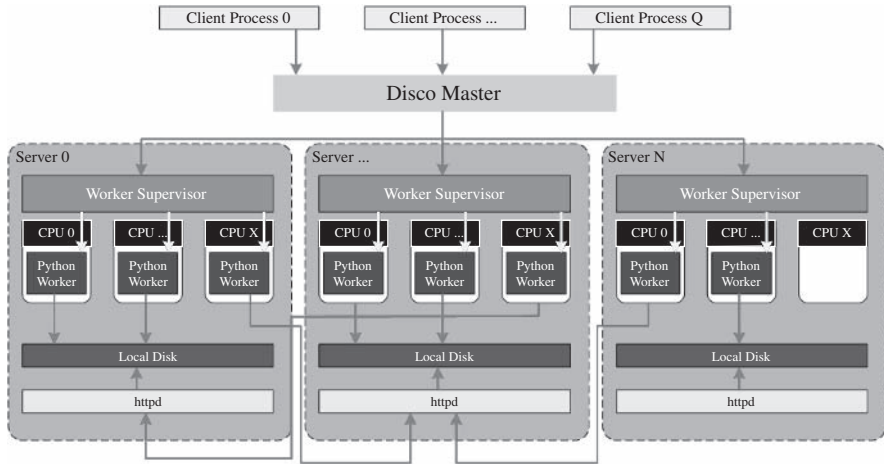 Client Process 0
Client Process ...
Client Process Q
Disco Master
Server 0
Server ...
Server N
Worker Supervisor
Worker Supervisor
Worker Supervisor
CPU 0
CPU ...
CPU X
CPU 0
CPU ...
CPU X
CPU 0
CPU ...
CPU X
Python
Worker
Python
Worker
Python
Worker
Python
Worker
Python
Worker
Python
Worker
Python
Worker
Python
Worker
Local Disk
Local Disk
Local Disk
httpd
httpd
httpd